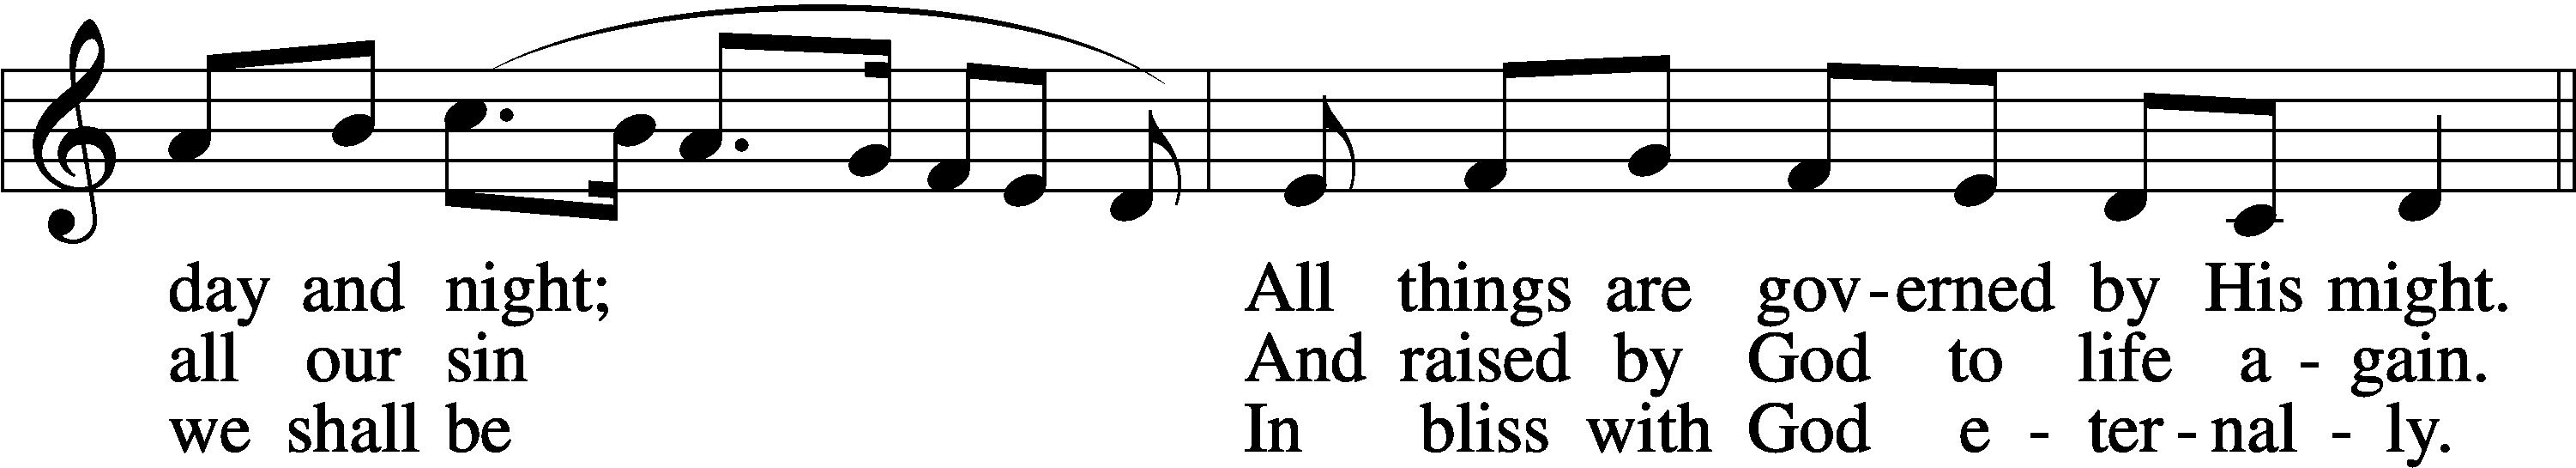 day and night; All things are gov-erned by His might.
all our sin And raised by God to life a - gain.
we shall be In bliss with God e - ter - nal - ly.